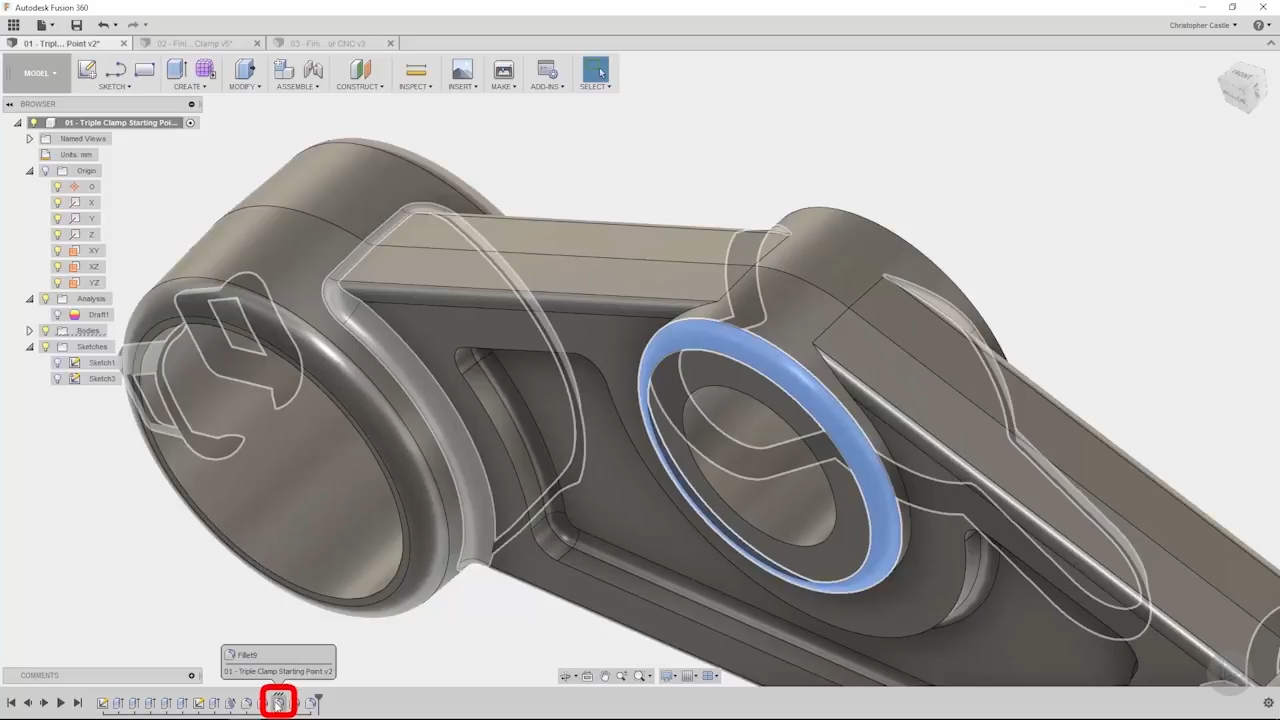 Autodesk Fusion 360
Christopher Castle
01 - Tripl... Point v2*
02 - Fini... Clamp v5*
03 - Fini... or CNC v3
MODEL
SKETCH
CREATE
MODIFY
ASSEMBLE
CONSTRUCT
INSPECT
INSERT
MAKE
ADD-INS
SELECT
BROWSER
01 - Triple Clamp Starting Poi...
Named Views
Units: mm
Origin
O
X
Y
Z
XY
XZ
YZ
Analysis
Draft1
Bodies
Sketches
Sketch1
Sketch3
Fillet9
01 - Triple Clamp Starting Point v2
COMMENTS